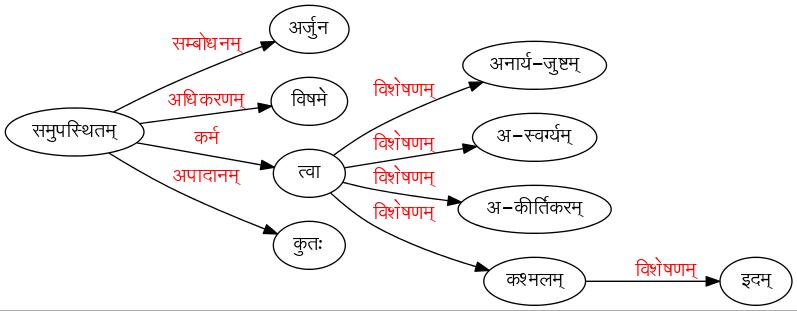 समुपस्थितम्
सम्बोधनम्
अर्जुन
अधिकरणम्
विषमे
कर्म
त्वा
अपादानम्
कुतः
विशेषणम्
अनार्य-जुष्टम्
विशेषणम्
अ-स्वर्ग्यम्
विशेषणम्
अ-कीर्तिकरम्
विशेषणम्
कश्मलम्
विशेषणम्
इदम्